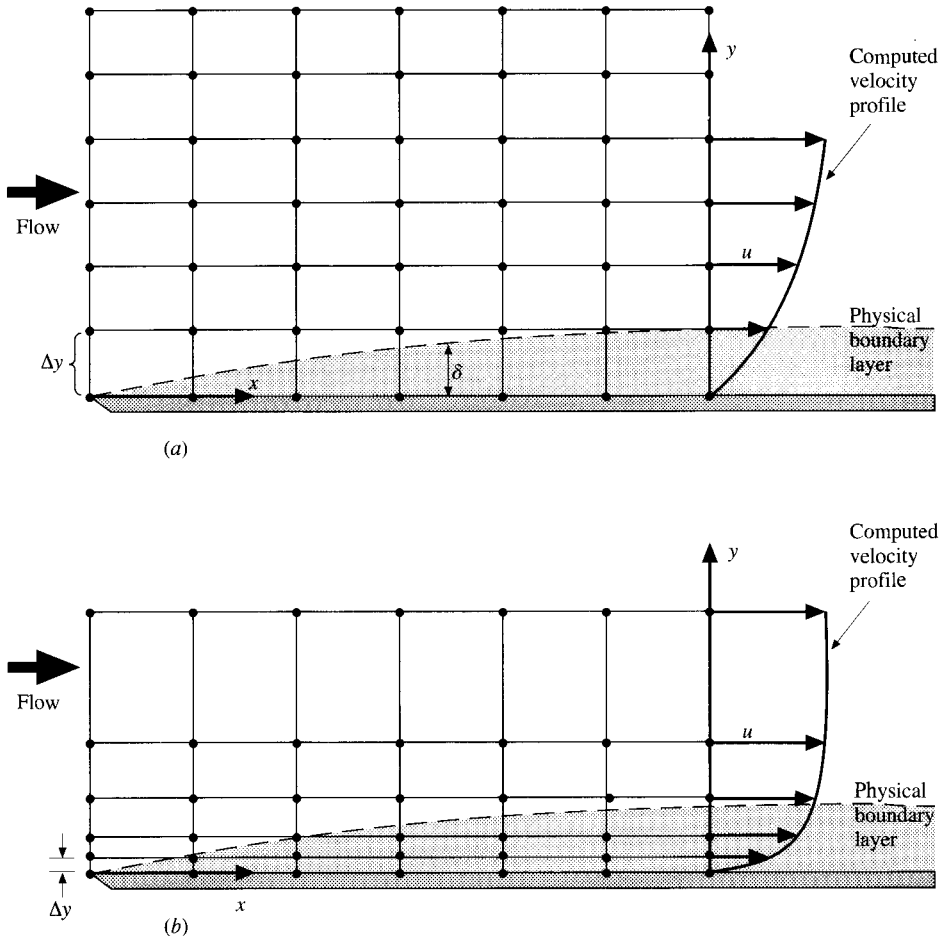 y
Computed
velocity
profile
Flow
u
Physical
boundary
layer
Δy
δ
x
(a)
Computed
velocity
profile
y
Flow
u
Physical
boundary
layer
Δy
x
(b)